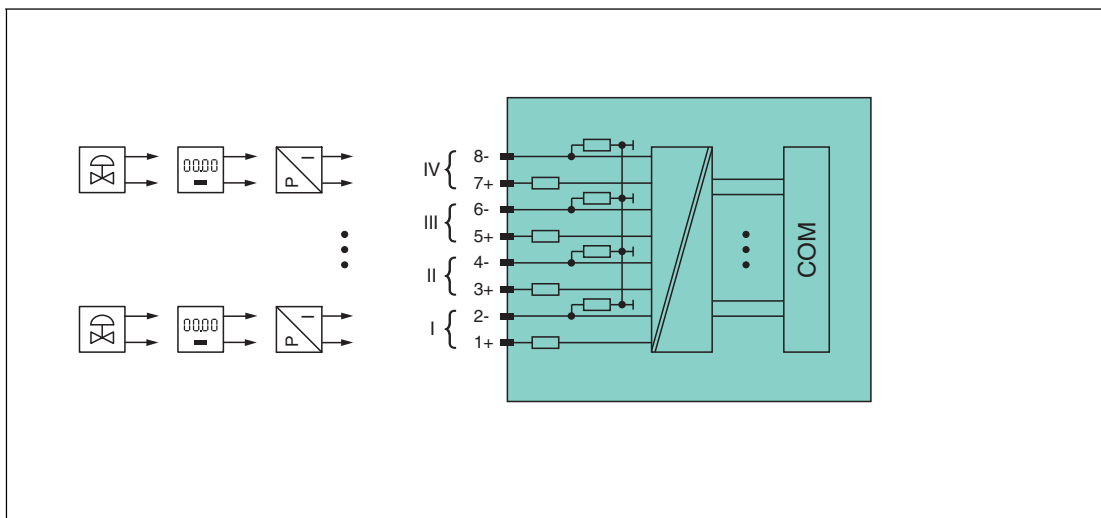 00.00
P
I
IV
8-
7+
III
6-
5+
II
4-
3+
I
2-
1+
00.00
P
I
COM